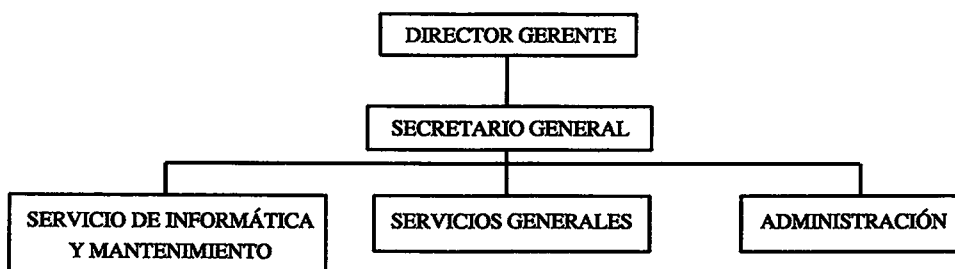 DIRECTOR GERENTE
SECRETARIO GENERAL
SERVICIO DE INFORMÁTICA
Y MANTENIMIENTO
SERVICIOS GENERALES
ADMINISTRACIÓN